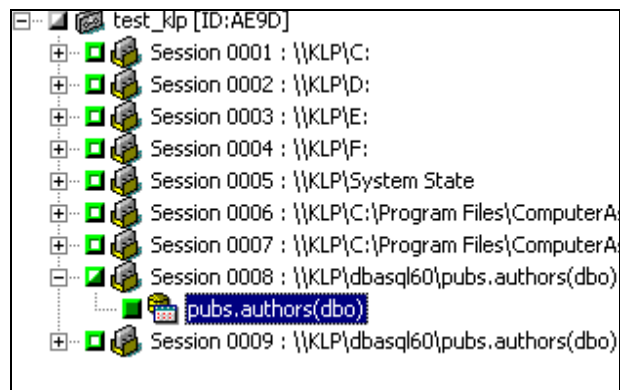 test_klp [ID:AE9D]
Session 0001 : \\KLP\C:
Session 0002 : \\KLP\D:
Session 0003 : \\KLP\E:
Session 0004 : \\KLP\F:
Session 0005 : \\KLP\System State
Session 0006 : \\KLP\C:\Program Files\ComputerA
Session 0007 : \\KLP\C:\Program Files\ComputerA
Session 0008 : \\KLP\dbasql60\pubs.authors(dbo)
pubs.authors(dbo)
Session 0009 : \\KLP\dbasql60\pubs.authors(dbo)